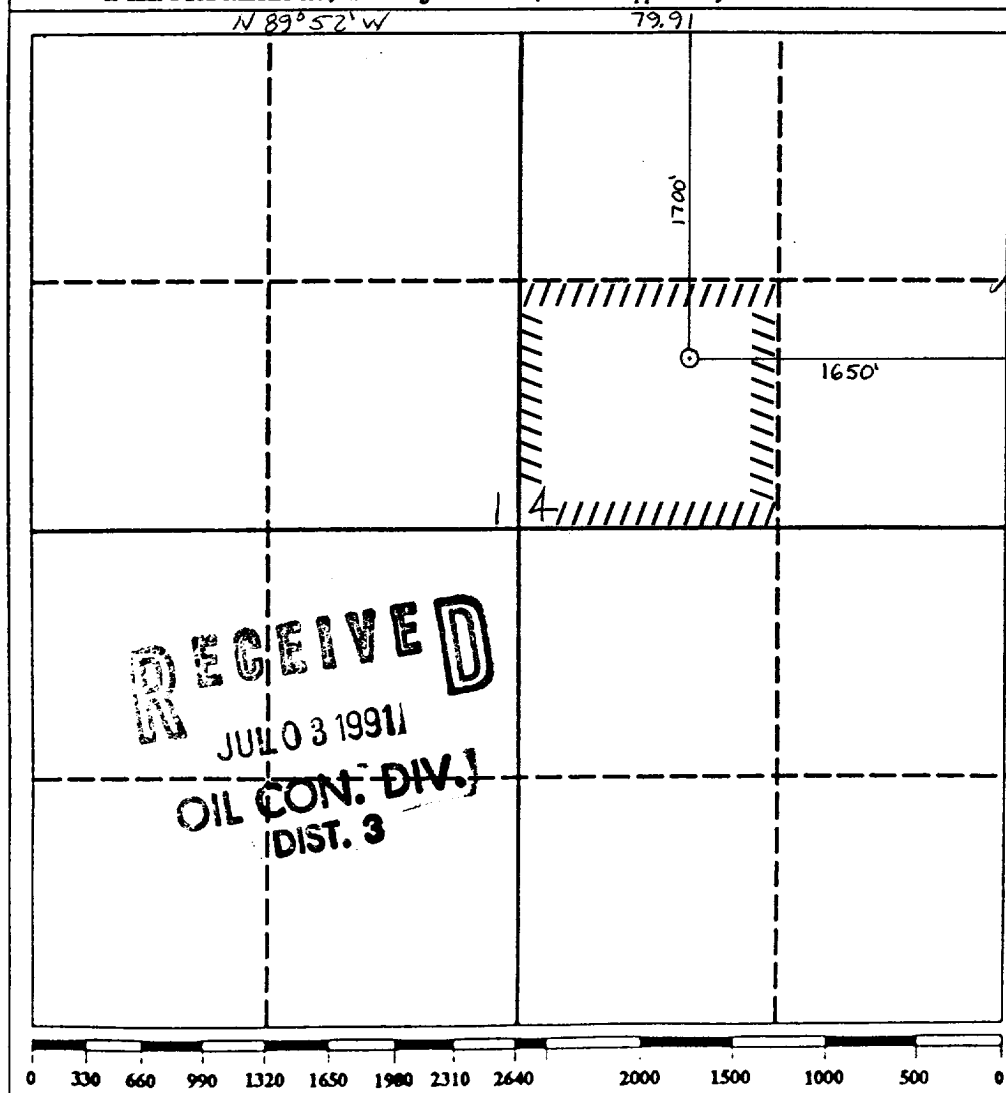 N 89°52' W 79.91
1700'
1650'
14
RECEIVED
JUL 03 1991
OIL CON. DIV.
DIST. 3
0 330 660 990 1320 1650 1980 2310 2640 2000 1500 1000 500 0